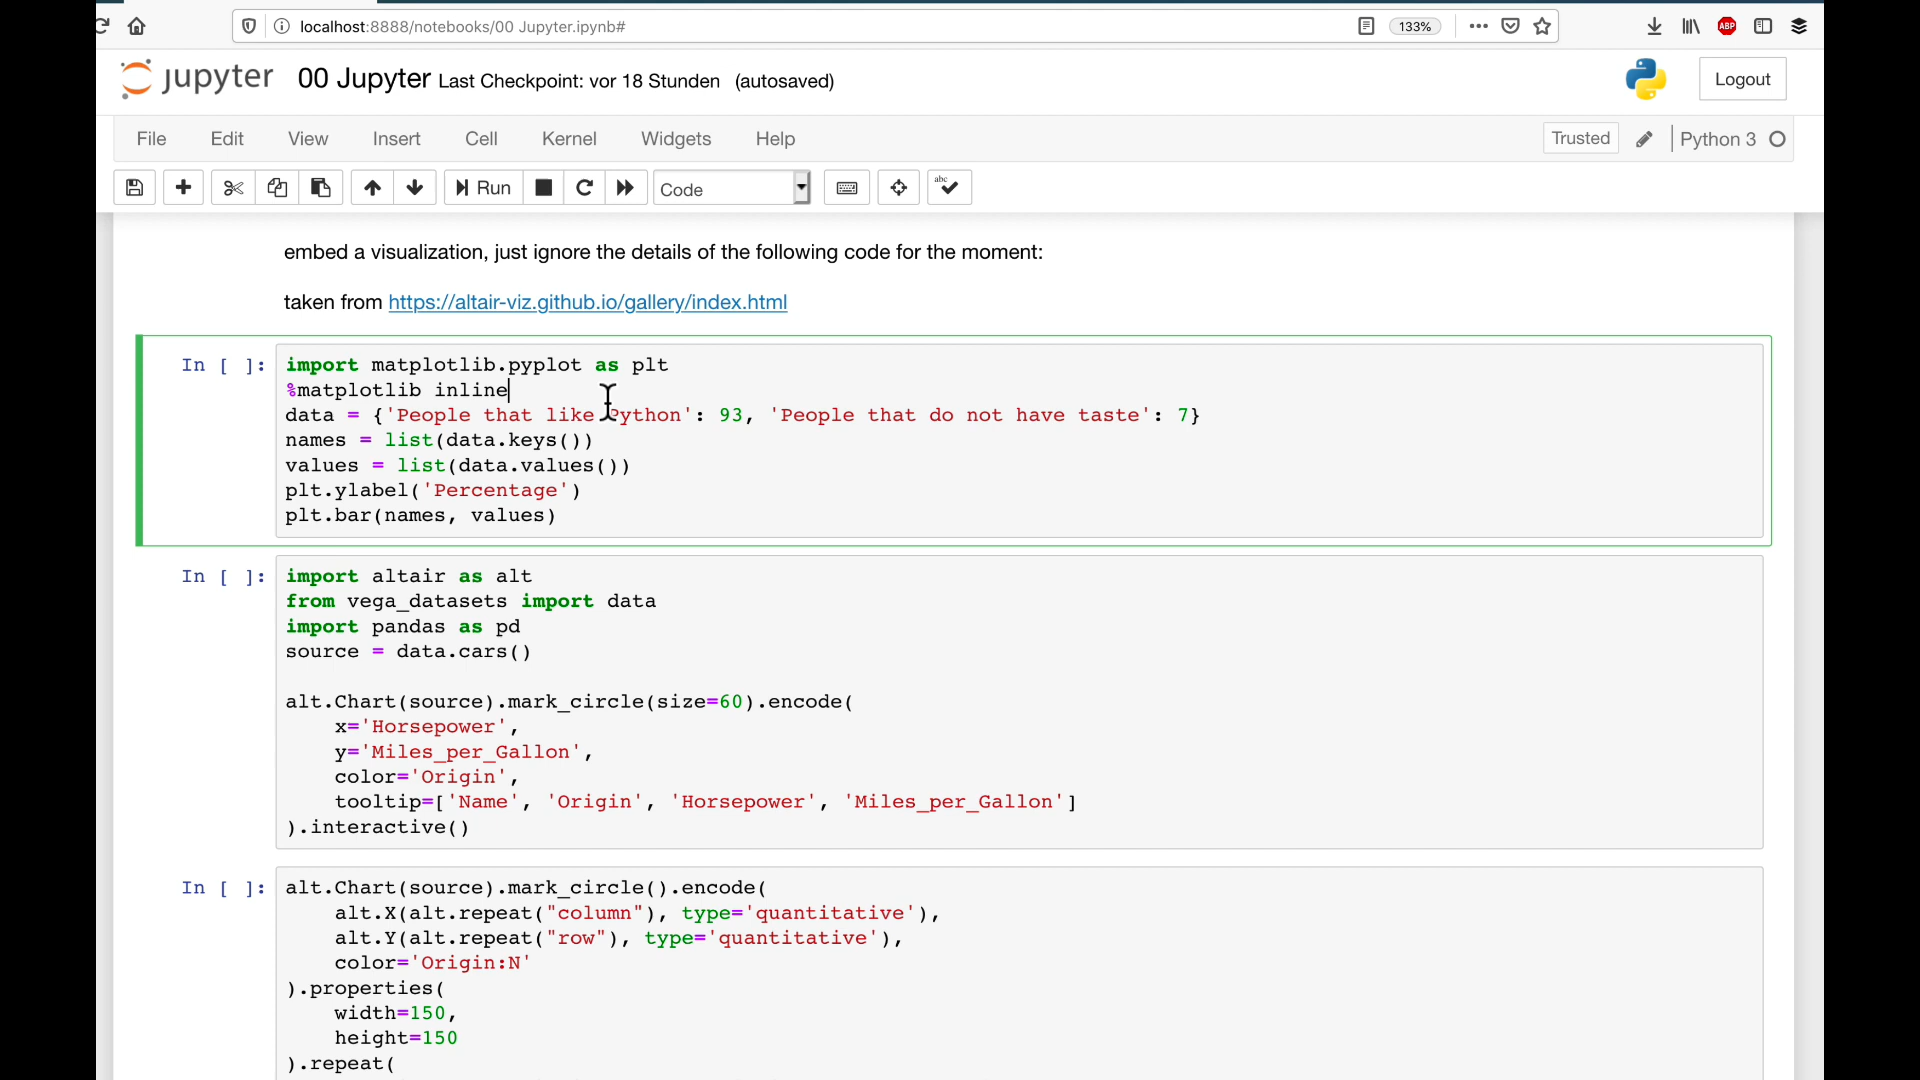 localhost:8888/notebooks/00 Jupyter.ipynb#
133%
ABP
jupyter 00 Jupyter Last Checkpoint: vor 18 Stunden (autosaved)
Logout
File Edit View Insert Cell Kernel Widgets Help
Trusted Python 3
Run Code abc
embed a visualization, just ignore the details of the following code for the moment:
taken from https://altair-viz.github.io/gallery/index.html
In [ ]: import matplotlib.pyplot as plt
%matplotlib inline
data = {'People that like Python': 93, 'People that do not have taste': 7}
names = list(data.keys())
values = list(data.values())
plt.ylabel('Percentage')
plt.bar(names, values)
In [ ]: import altair as alt
from vega_datasets import data
import pandas as pd
source = data.cars()
alt.Chart(source).mark_circle(size=60).encode(
    x='Horsepower',
    y='Miles_per_Gallon',
    color='Origin',
    tooltip=['Name', 'Origin', 'Horsepower', 'Miles_per_Gallon']
).interactive()
In [ ]: alt.Chart(source).mark_circle().encode(
    alt.X(alt.repeat("column"), type='quantitative'),
    alt.Y(alt.repeat("row"), type='quantitative'),
    color='Origin:N'
).properties(
    width=150,
    height=150
).repeat(